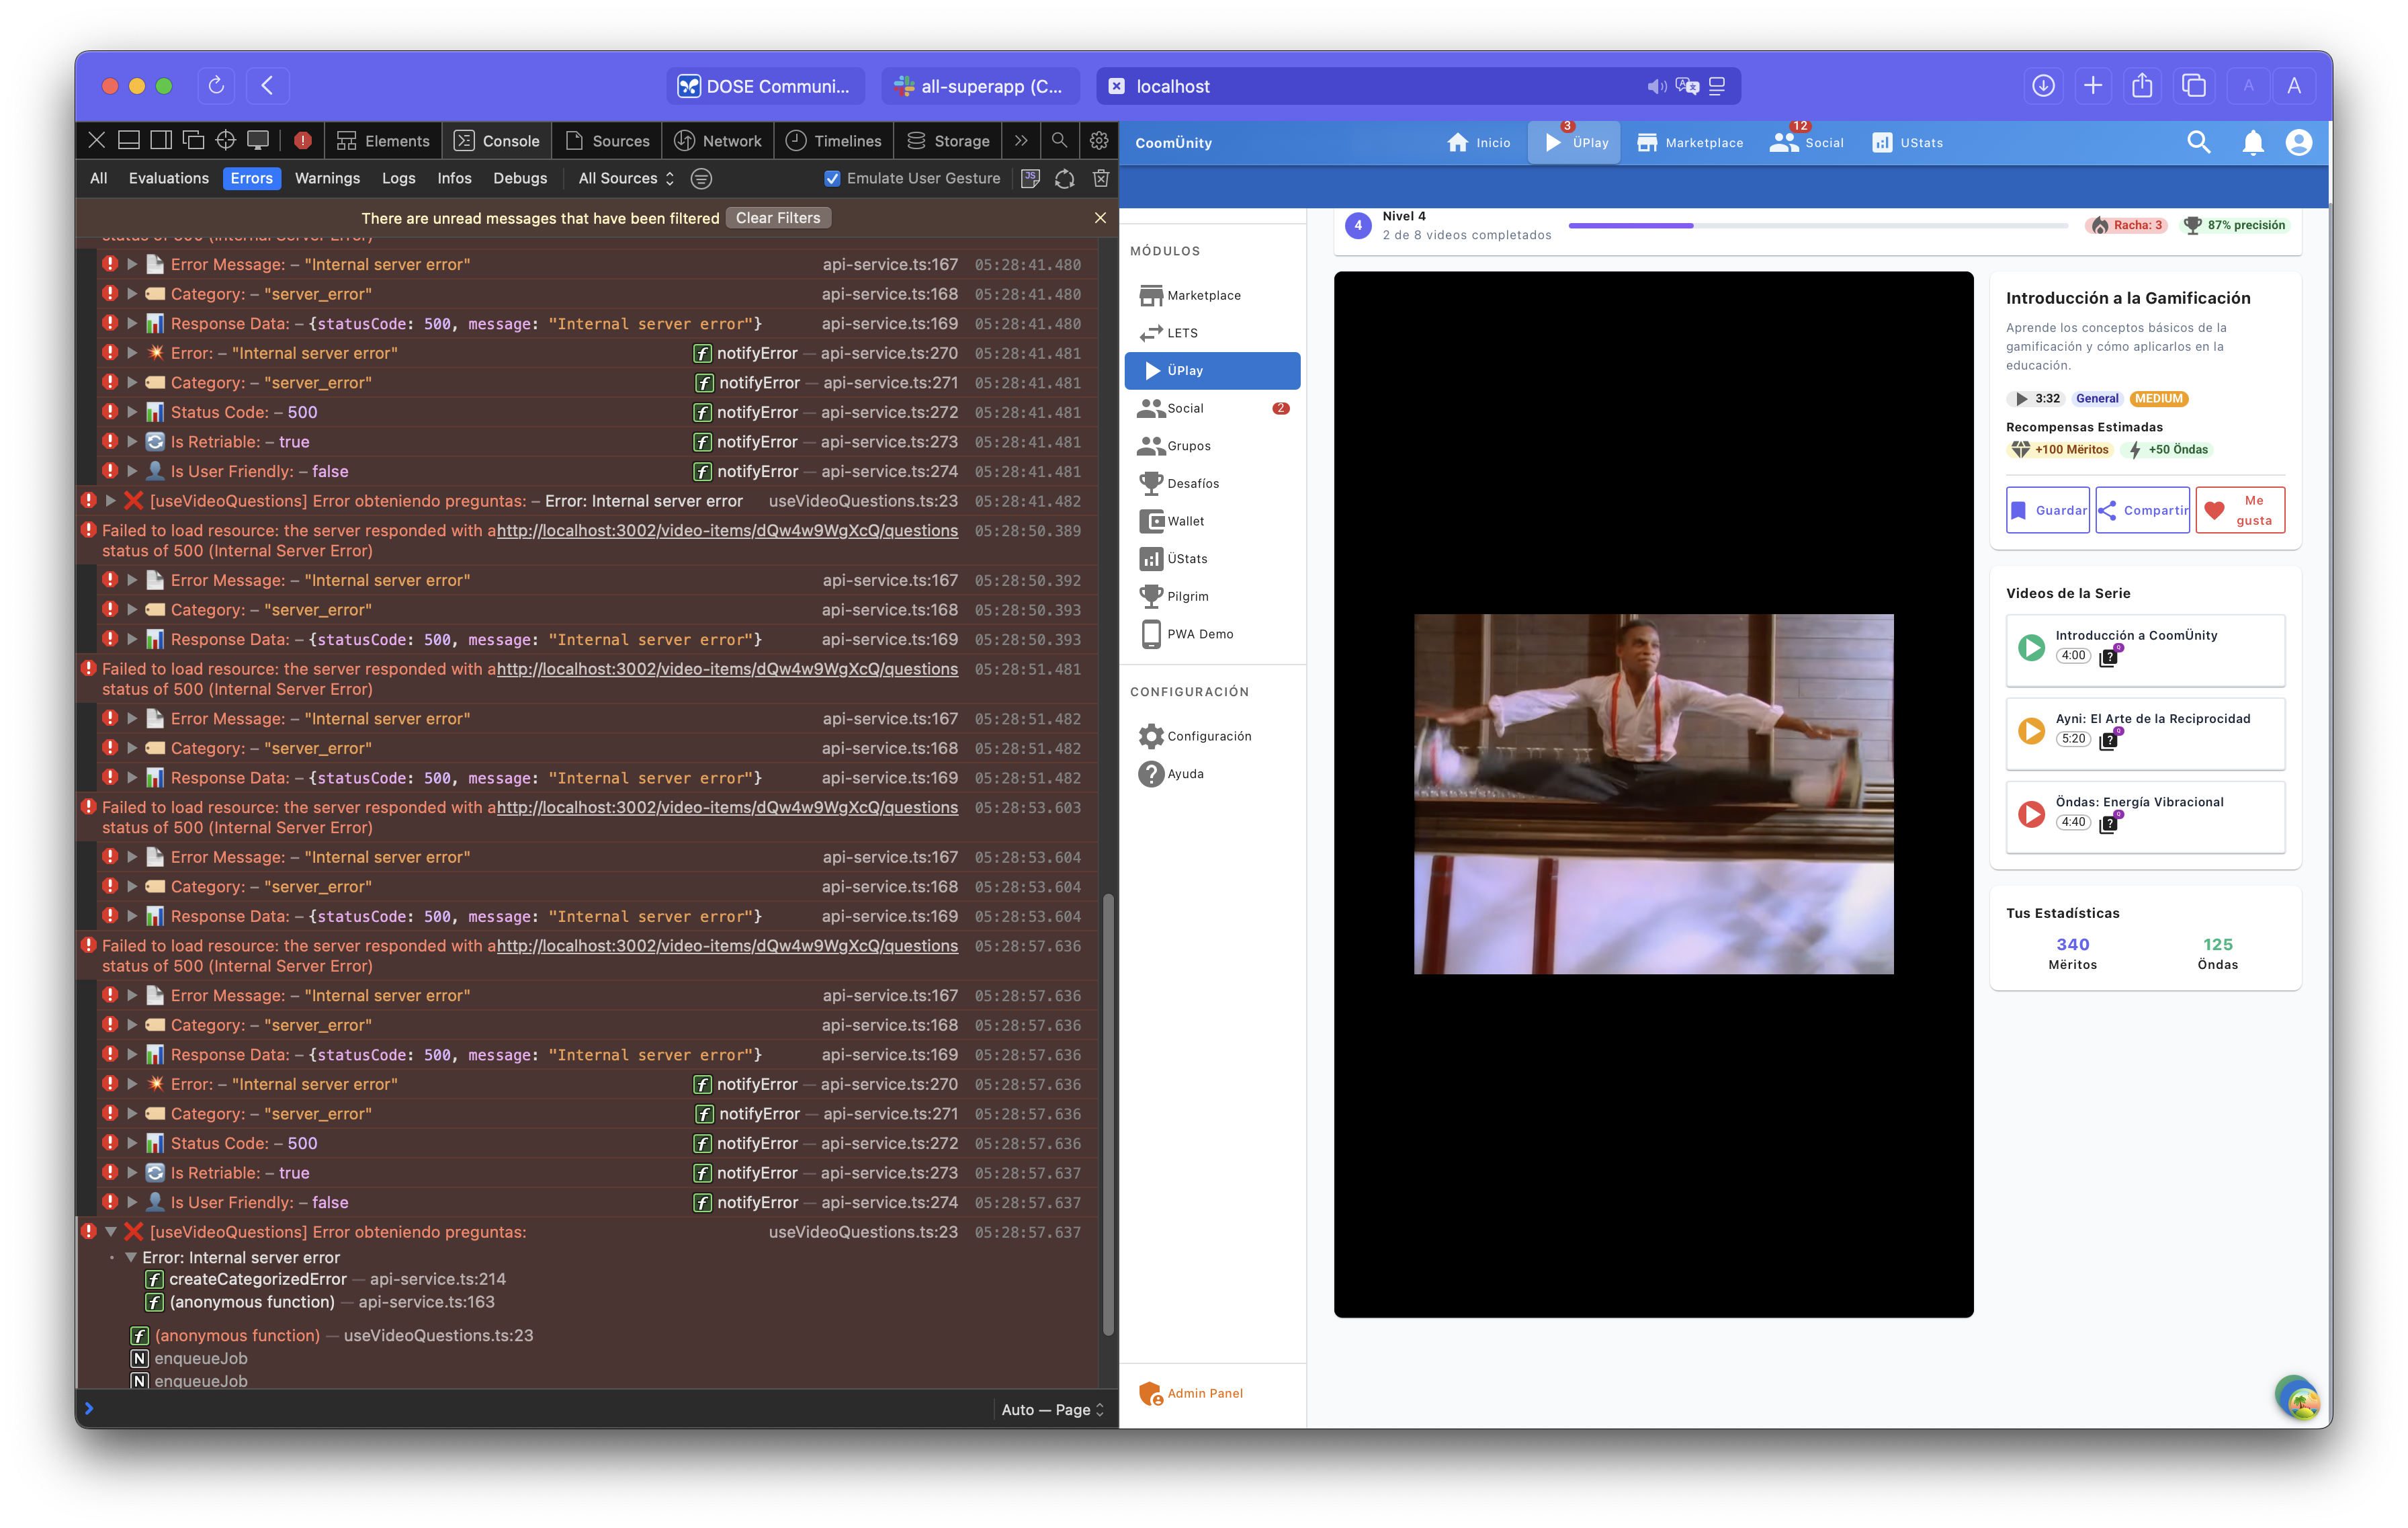 DOSE Communi...
all-superapp (C...
localhost
A
A
Elements
Console
Sources
Network
Timelines
Storage
All
Evaluations
Errors
Warnings
Logs
Infos
Debugs
All Sources
Emulate User Gesture
There are unread messages that have been filtered
Clear Filters
status of 500 (Internal Server Error)
Error Message: – "Internal server error" api-service.ts:167 05:28:41.480
Category: – "server_error" api-service.ts:168 05:28:41.480
Response Data: – {statusCode: 500, message: "Internal server error"} api-service.ts:169 05:28:41.480
Error: – "Internal server error" f notifyError — api-service.ts:270 05:28:41.481
Category: – "server_error" f notifyError — api-service.ts:271 05:28:41.481
Status Code: – 500 f notifyError — api-service.ts:272 05:28:41.481
Is Retriable: – true f notifyError — api-service.ts:273 05:28:41.481
Is User Friendly: – false f notifyError — api-service.ts:274 05:28:41.481
[useVideoQuestions] Error obteniendo preguntas: – Error: Internal server error useVideoQuestions.ts:23 05:28:41.482
Failed to load resource: the server responded with a http://localhost:3002/video-items/dQw4w9WgXcQ/questions 05:28:50.389
status of 500 (Internal Server Error)
Error Message: – "Internal server error" api-service.ts:167 05:28:50.392
Category: – "server_error" api-service.ts:168 05:28:50.393
Response Data: – {statusCode: 500, message: "Internal server error"} api-service.ts:169 05:28:50.393
Failed to load resource: the server responded with a http://localhost:3002/video-items/dQw4w9WgXcQ/questions 05:28:51.481
status of 500 (Internal Server Error)
Error Message: – "Internal server error" api-service.ts:167 05:28:51.482
Category: – "server_error" api-service.ts:168 05:28:51.482
Response Data: – {statusCode: 500, message: "Internal server error"} api-service.ts:169 05:28:51.482
Failed to load resource: the server responded with a http://localhost:3002/video-items/dQw4w9WgXcQ/questions 05:28:53.603
status of 500 (Internal Server Error)
Error Message: – "Internal server error" api-service.ts:167 05:28:53.604
Category: – "server_error" api-service.ts:168 05:28:53.604
Response Data: – {statusCode: 500, message: "Internal server error"} api-service.ts:169 05:28:53.604
Failed to load resource: the server responded with a http://localhost:3002/video-items/dQw4w9WgXcQ/questions 05:28:57.636
status of 500 (Internal Server Error)
Error Message: – "Internal server error" api-service.ts:167 05:28:57.636
Category: – "server_error" api-service.ts:168 05:28:57.636
Response Data: – {statusCode: 500, message: "Internal server error"} api-service.ts:169 05:28:57.636
Error: – "Internal server error" f notifyError — api-service.ts:270 05:28:57.636
Category: – "server_error" f notifyError — api-service.ts:271 05:28:57.636
Status Code: – 500 f notifyError — api-service.ts:272 05:28:57.636
Is Retriable: – true f notifyError — api-service.ts:273 05:28:57.637
Is User Friendly: – false f notifyError — api-service.ts:274 05:28:57.637
[useVideoQuestions] Error obteniendo preguntas: useVideoQuestions.ts:23 05:28:57.637
Error: Internal server error
f createCategorizedError — api-service.ts:214
f (anonymous function) — api-service.ts:163
f (anonymous function) — useVideoQuestions.ts:23
N enqueueJob
N enqueueJob
Auto — Page
CoomÜnity
Inicio
3
ÜPlay
Marketplace
12
Social
UStats
MÓDULOS
Marketplace
LETS
ÜPlay
Social 2
Grupos
Desafíos
Wallet
ÜStats
Pilgrim
PWA Demo
CONFIGURACIÓN
Configuración
Ayuda
Admin Panel
4
Nivel 4
2 de 8 videos completados
Racha: 3
87% precisión
Introducción a la Gamificación
Aprende los conceptos básicos de la
gamificación y cómo aplicarlos en la
educación.
3:32 General MEDIUM
Recompensas Estimadas
+100 Mëritos +50 Öndas
Guardar
Compartir
Me
gusta
Videos de la Serie
Introducción a CoomÜnity
4:00
Ayni: El Arte de la Reciprocidad
5:20
Öndas: Energía Vibracional
4:40
Tus Estadísticas
340 125
Mëritos Öndas